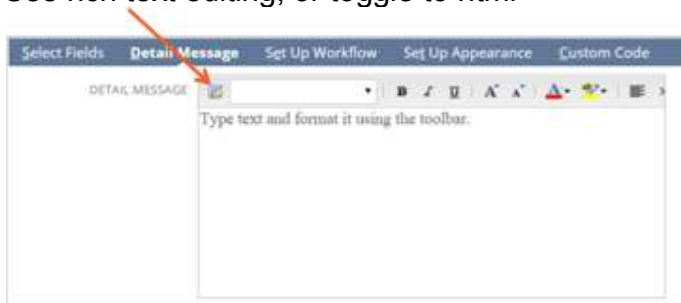 Use rich text editing, or toggle to html
Select Fields Detail Message Set Up Workflow Set Up Appearance Custom Code
DETAIL MESSAGE B I U A A A
Type text and format it using the toolbar.